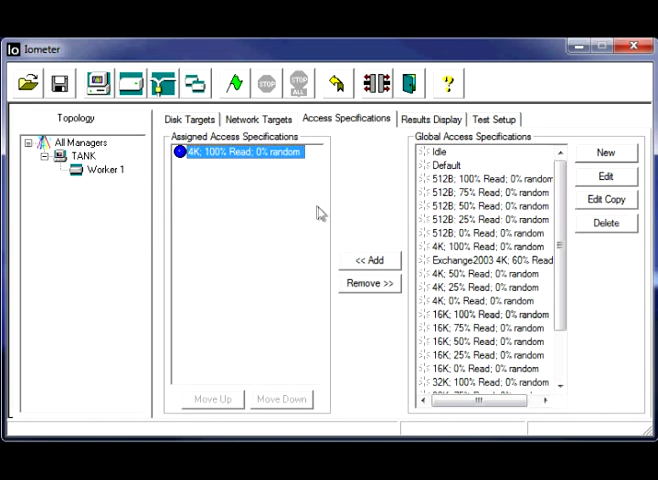 Iometer
Topology
All Managers
TANK
Worker 1
Disk Targets
Network Targets
Access Specifications
Results Display
Test Setup
Assigned Access Specifications
4K; 100% Read; 0% random
<< Add
Remove >>
Move Up
Move Down
Global Access Specifications
Idle
Default
512B; 100% Read; 0% random
512B; 75% Read; 0% random
512B; 50% Read; 0% random
512B; 25% Read; 0% random
512B; 0% Read; 0% random
4K; 100% Read; 0% random
Exchange2003 4K; 60% Read
4K; 50% Read; 0% random
4K; 25% Read; 0% random
4K; 0% Read; 0% random
16K; 100% Read; 0% random
16K; 75% Read; 0% random
16K; 50% Read; 0% random
16K; 25% Read; 0% random
16K; 0% Read; 0% random
32K; 100% Read; 0% random
New
Edit
Edit Copy
Delete